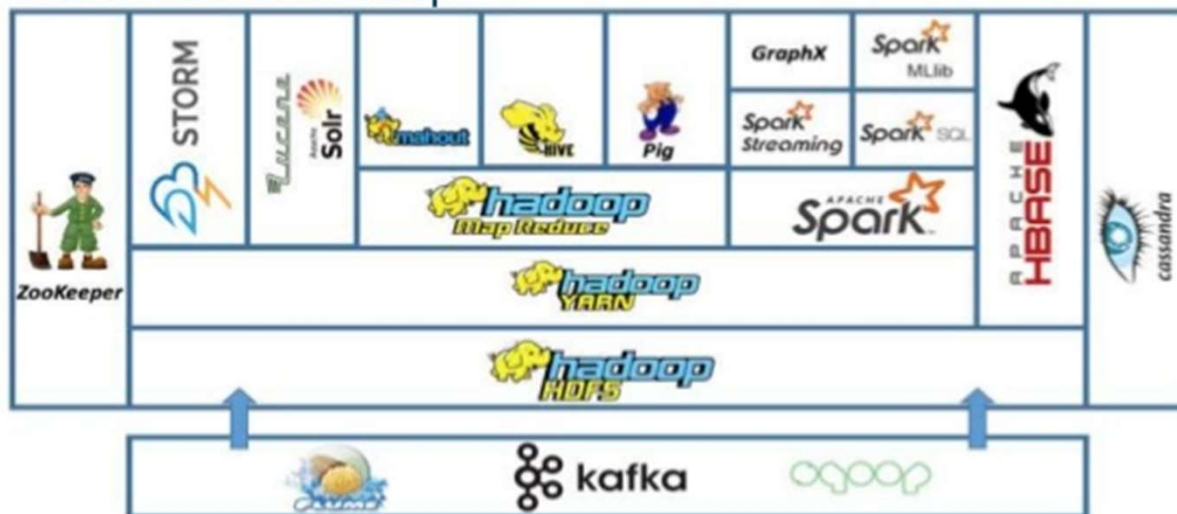 ZooKeeper
STORM
Lucene
Apache
Solr
mahout
HIVE
Pig
GraphX
Spark
MLlib
Spark
Streaming
Spark SQL
hadoop
Map Reduce
APACHE
Spark
APACHE
HBASE
cassandra
hadoop
YARN
hadoop
HDFS
FLUME
kafka
sqoop